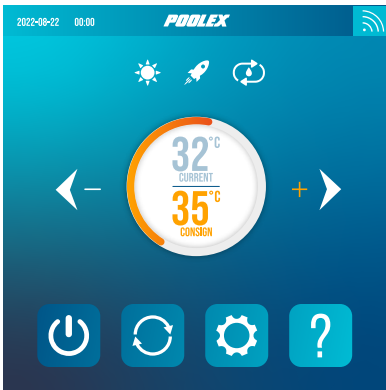 2022-08-22 00:00 POOLEX
32°C
CURRENT
35°C
CONSIGN
?